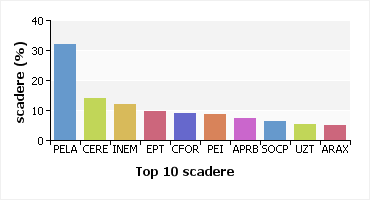 scadere (%)
40
30
20
10
0
PELA CERE INEM EPT CFOR PEI APRB SOCP UZT ARAX
Top 10 scadere